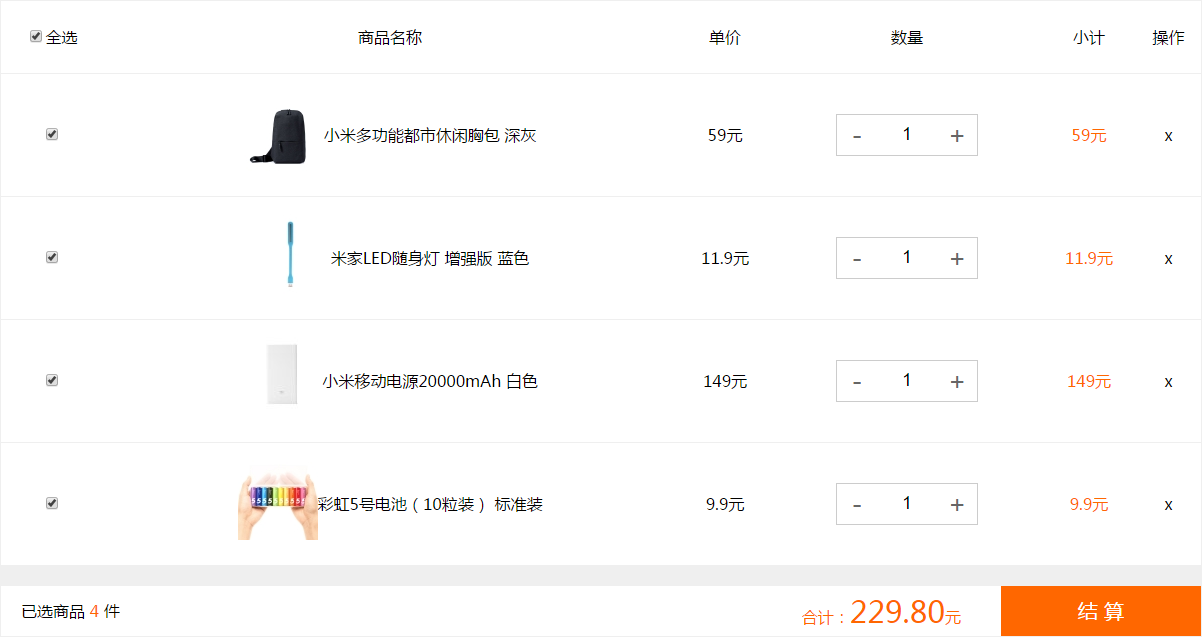 全选 商品名称 单价 数量 小计 操作
小米多功能都市休闲胸包 深灰 59元 - 1 + 59元 x
米家LED随身灯 增强版 蓝色 11.9元 - 1 + 11.9元 x
小米移动电源20000mAh 白色 149元 - 1 + 149元 x
彩虹5号电池（10粒装） 标准装 9.9元 - 1 + 9.9元 x
已选商品 4 件 合计：229.80元 结 算